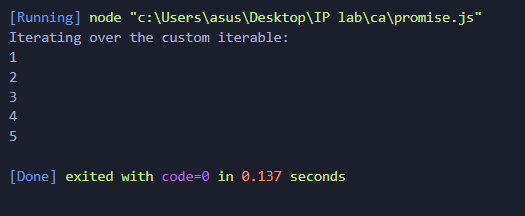 [Running] node "c:\Users\asus\Desktop\IP lab\ca\promise.js"
Iterating over the custom iterable:
1
2
3
4
5
[Done] exited with code=0 in 0.137 seconds